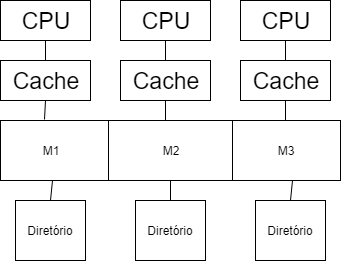 CPU CPU CPU
Cache Cache Cache
M1 M2 M3
Diretório Diretório Diretório